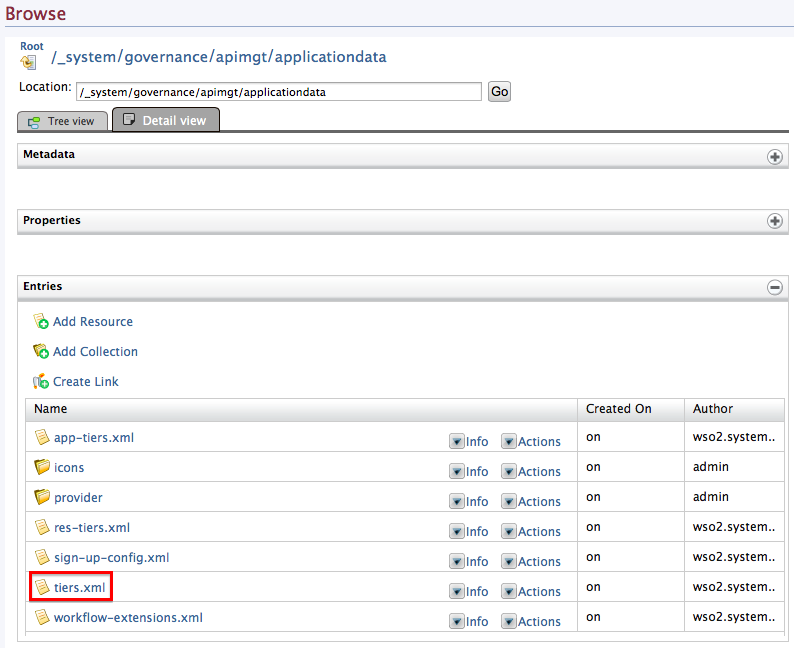 Browse
Root
/_system/governance/apimgt/applicationdata
Location: /_system/governance/apimgt/applicationdata Go
Tree view Detail view
Metadata
Properties
Entries
Add Resource
Add Collection
Create Link
Name Created On Author
app-tiers.xml Info Actions on wso2.system..
icons Info Actions on admin
provider Info Actions on admin
res-tiers.xml Info Actions on wso2.system..
sign-up-config.xml Info Actions on wso2.system..
tiers.xml Info Actions on wso2.system..
workflow-extensions.xml Info Actions on wso2.system..